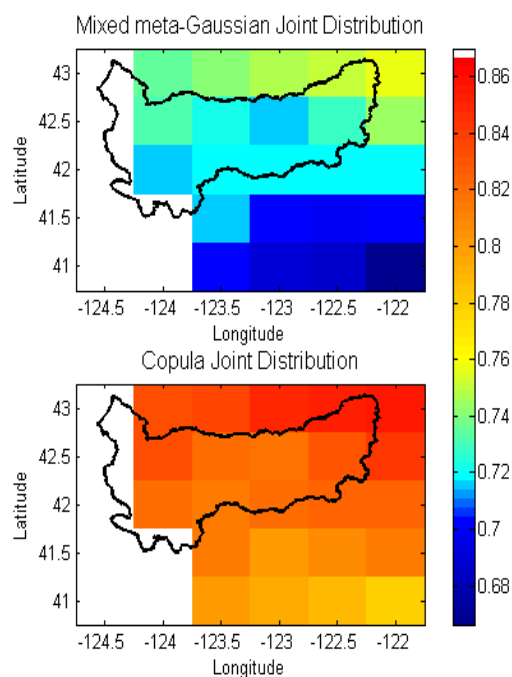 Mixed meta-Gaussian Joint Distribution
43
42.5
42
41.5
41
Latitude
-124.5 -124 -123.5 -123 -122.5 -122
Longitude
Copula Joint Distribution
43
42.5
42
41.5
41
Latitude
-124.5 -124 -123.5 -123 -122.5 -122
Longitude
0.86
0.84
0.82
0.8
0.78
0.76
0.74
0.72
0.7
0.68